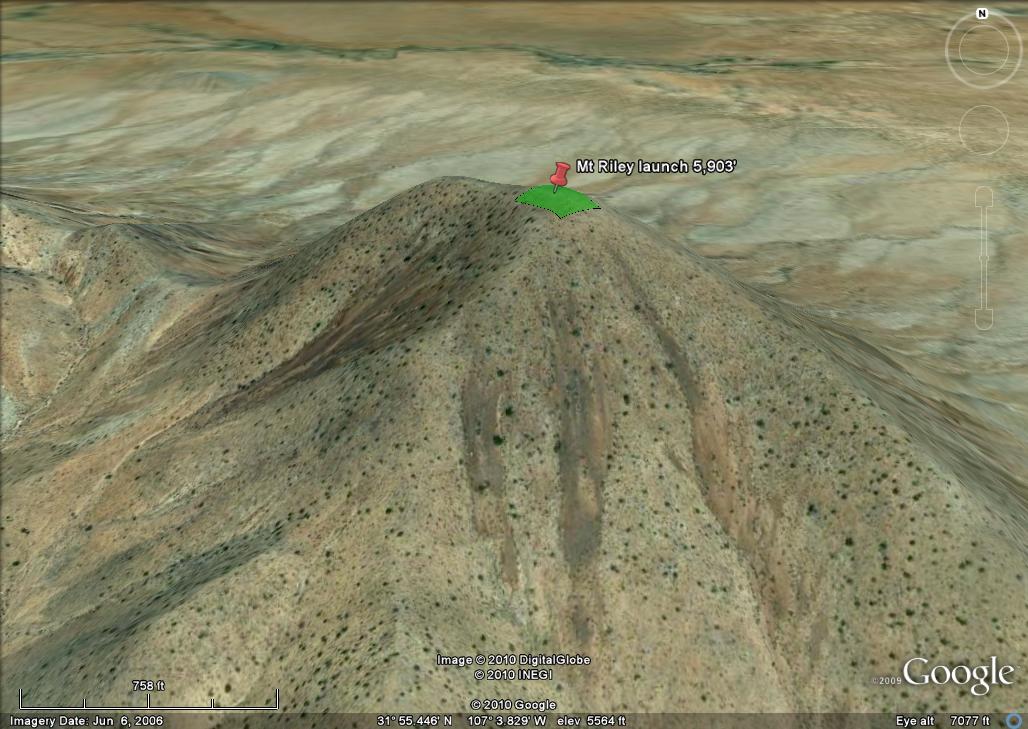 N
Mt Riley launch 5,903'
Image © 2010 DigitalGlobe
© 2010 INEGI
© 2010 Google
©2009 Google
758 ft
Imagery Date: Jun 6, 2006 31° 55.446' N 107° 3.829' W elev 5564 ft Eye alt 7077 ft